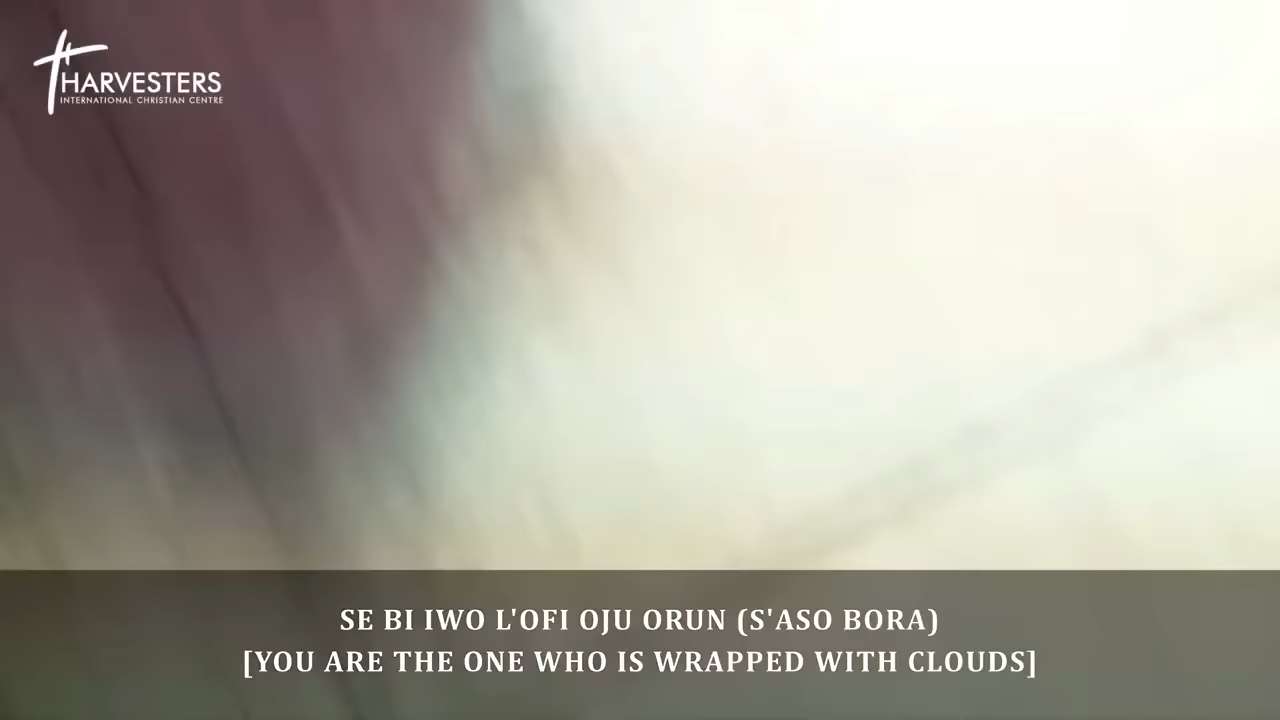 HARVESTERS
INTERNATIONAL CHRISTIAN CENTRE
SE BI IWO L'OFI OJU ORUN (S'ASO BORA)
[YOU ARE THE ONE WHO IS WRAPPED WITH CLOUDS]